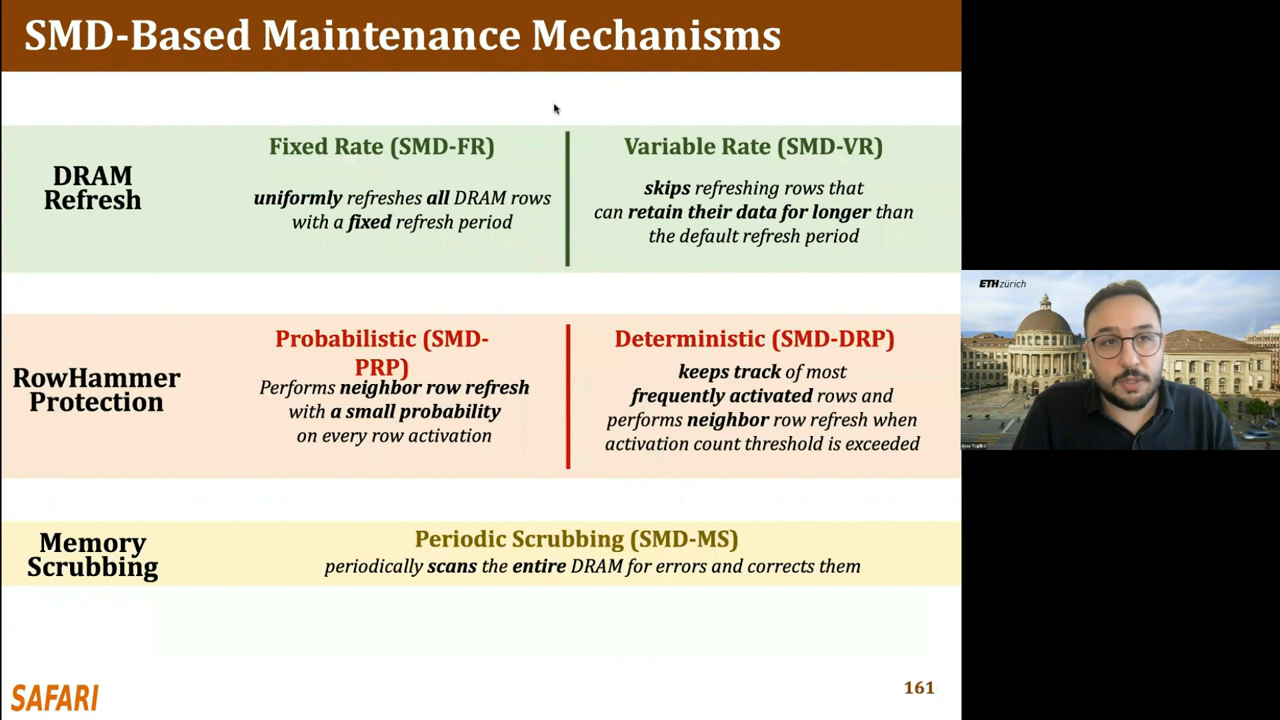 SMD-Based Maintenance Mechanisms
DRAM
Refresh
Fixed Rate (SMD-FR)
uniformly refreshes all DRAM rows
with a fixed refresh period
Variable Rate (SMD-VR)
skips refreshing rows that
can retain their data for longer than
the default refresh period
RowHammer
Protection
Probabilistic (SMD-
PRP)
Performs neighbor row refresh
with a small probability
on every row activation
Deterministic (SMD-DRP)
keeps track of most
frequently activated rows and
performs neighbor row refresh when
activation count threshold is exceeded
Memory
Scrubbing
Periodic Scrubbing (SMD-MS)
periodically scans the entire DRAM for errors and corrects them
SAFARI
161
ETH zürich